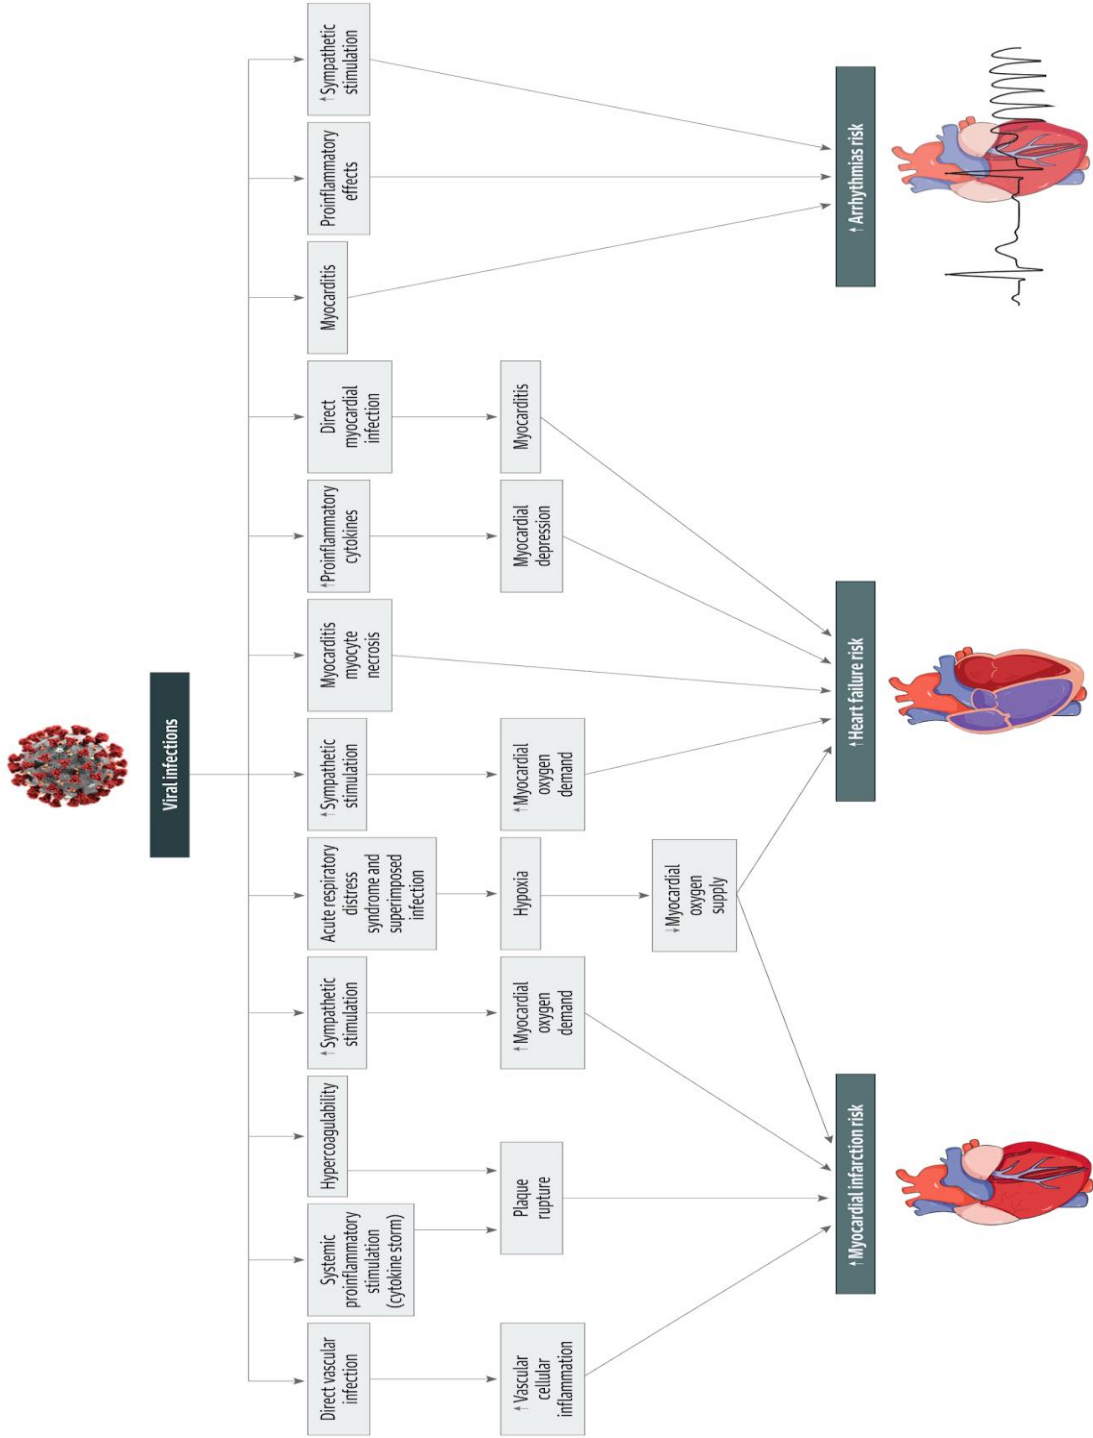 Viral infections
Direct vascular
infection
Systemic
proinflammatory
stimulation
(cytokine storm)
Hypercoagulability
↑Sympathetic
stimulation
Acute respiratory
distress
syndrome and
superimposed
infection
↑Sympathetic
stimulation
Myocarditis
myocyte
necrosis
↑Proinflammatory
cytokines
Direct
myocardial
infection
Myocarditis
Proinflammatory
effects
↑Sympathetic
stimulation
↑Vascular
cellular
inflammation
Plaque
rupture
↑Myocardial
oxygen
demand
Hypoxia
↑Myocardial
oxygen
demand
Myocardial
depression
Myocarditis
↓Myocardial
oxygen
supply
↑Myocardial infarction risk
↑Heart failure risk
↑Arrhythmias risk